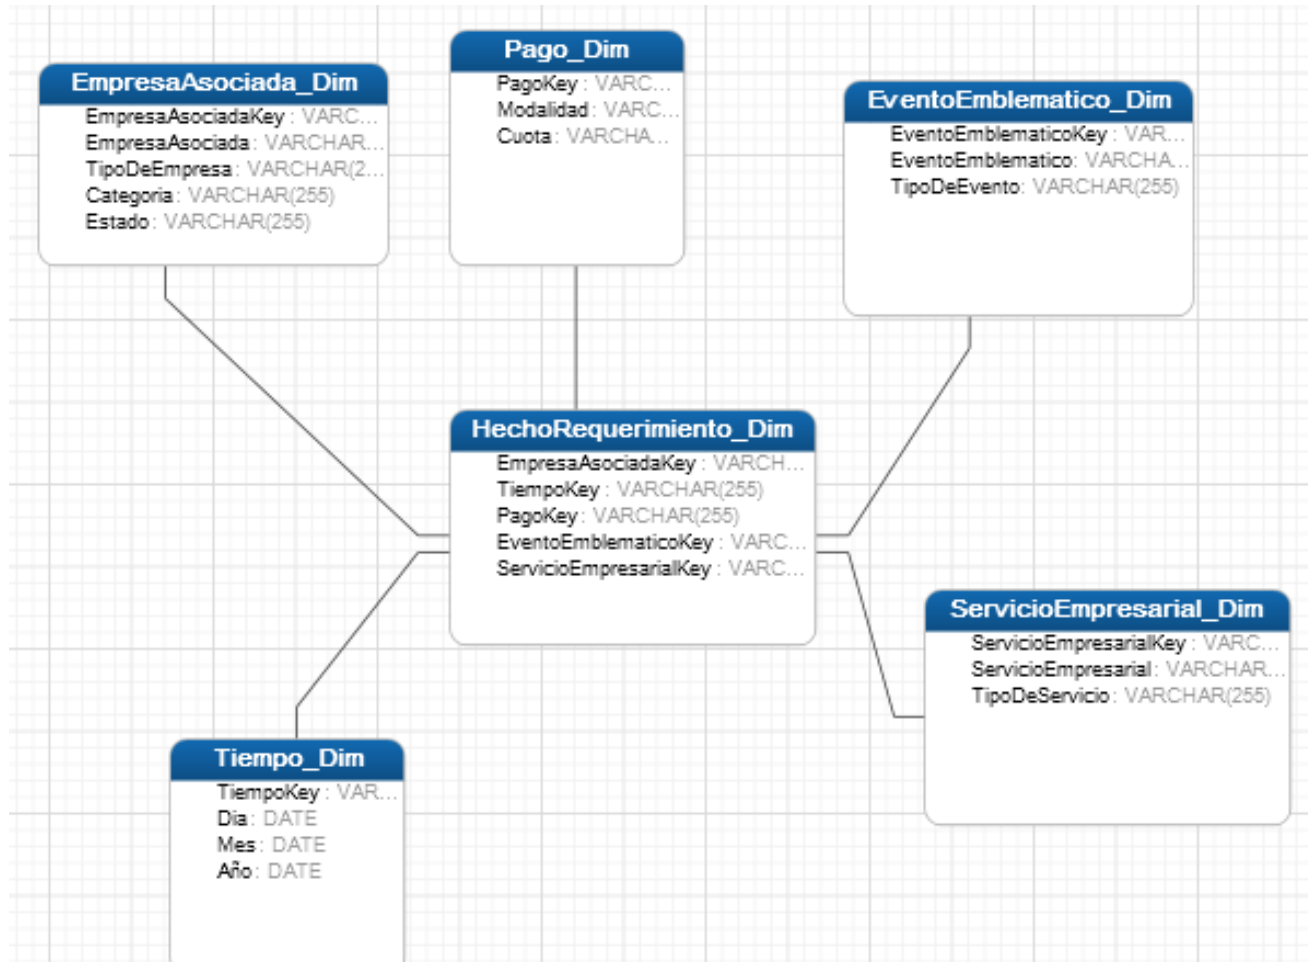 EmpresaAsociada_Dim
EmpresaAsociadaKey : VARC...
EmpresaAsociada: VARCHAR...
TipoDeEmpresa: VARCHAR(2...
Categoria: VARCHAR(255)
Estado: VARCHAR(255)
Pago_Dim
PagoKey : VARC...
Modalidad: VARC...
Cuota: VARCHA...
EventoEmblematico_Dim
EventoEmblematicoKey : VAR...
EventoEmblematico: VARCHA...
TipoDeEvento: VARCHAR(255)
HechoRequerimiento_Dim
EmpresaAsociadaKey : VARCH...
TiempoKey : VARCHAR(255)
PagoKey : VARCHAR(255)
EventoEmblematicoKey : VARC...
ServicioEmpresarialKey : VARC...
ServicioEmpresarial_Dim
ServicioEmpresarialKey : VARC...
ServicioEmpresarial: VARCHAR...
TipoDeServicio: VARCHAR(255)
Tiempo_Dim
TiempoKey : VAR...
Dia: DATE
Mes: DATE
Año: DATE